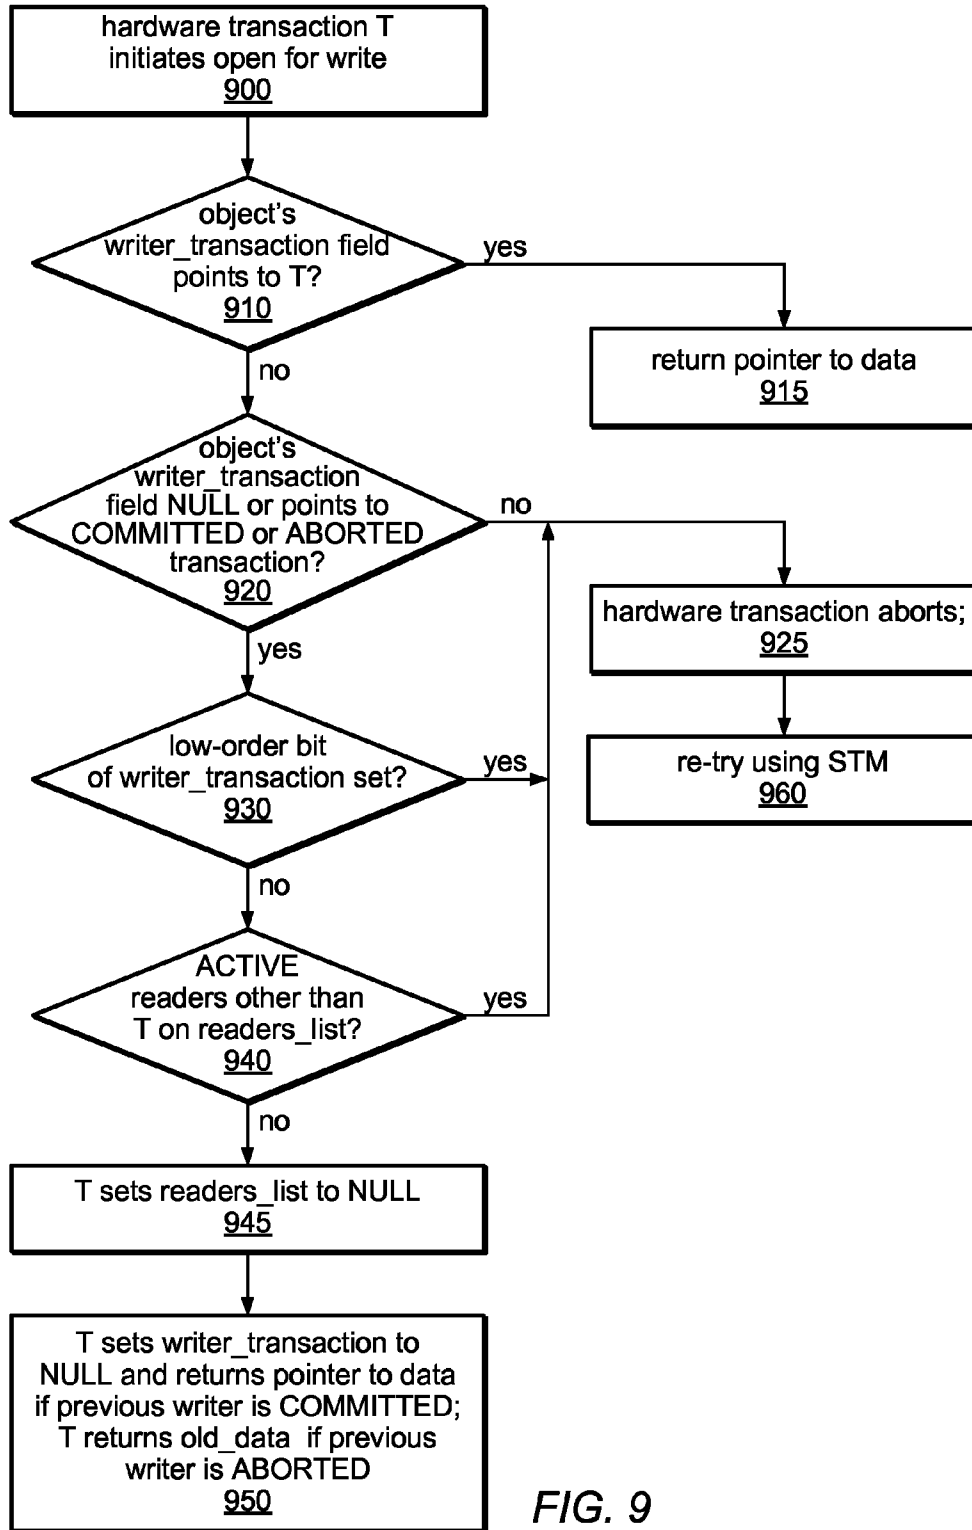 hardware transaction T
initiates open for write
900
object's
writer_transaction field
points to T?
910
yes
return pointer to data
915
no
object's
writer_transaction
field NULL or points to
COMMITTED or ABORTED
transaction?
920
no
hardware transaction aborts;
925
yes
low-order bit
of writer_transaction set?
930
yes
re-try using STM
960
no
ACTIVE
readers other than
T on readers_list?
940
yes
no
T sets readers_list to NULL
945
T sets writer_transaction to
NULL and returns pointer to data
if previous writer is COMMITTED;
T returns old_data if previous
writer is ABORTED
950
FIG. 9